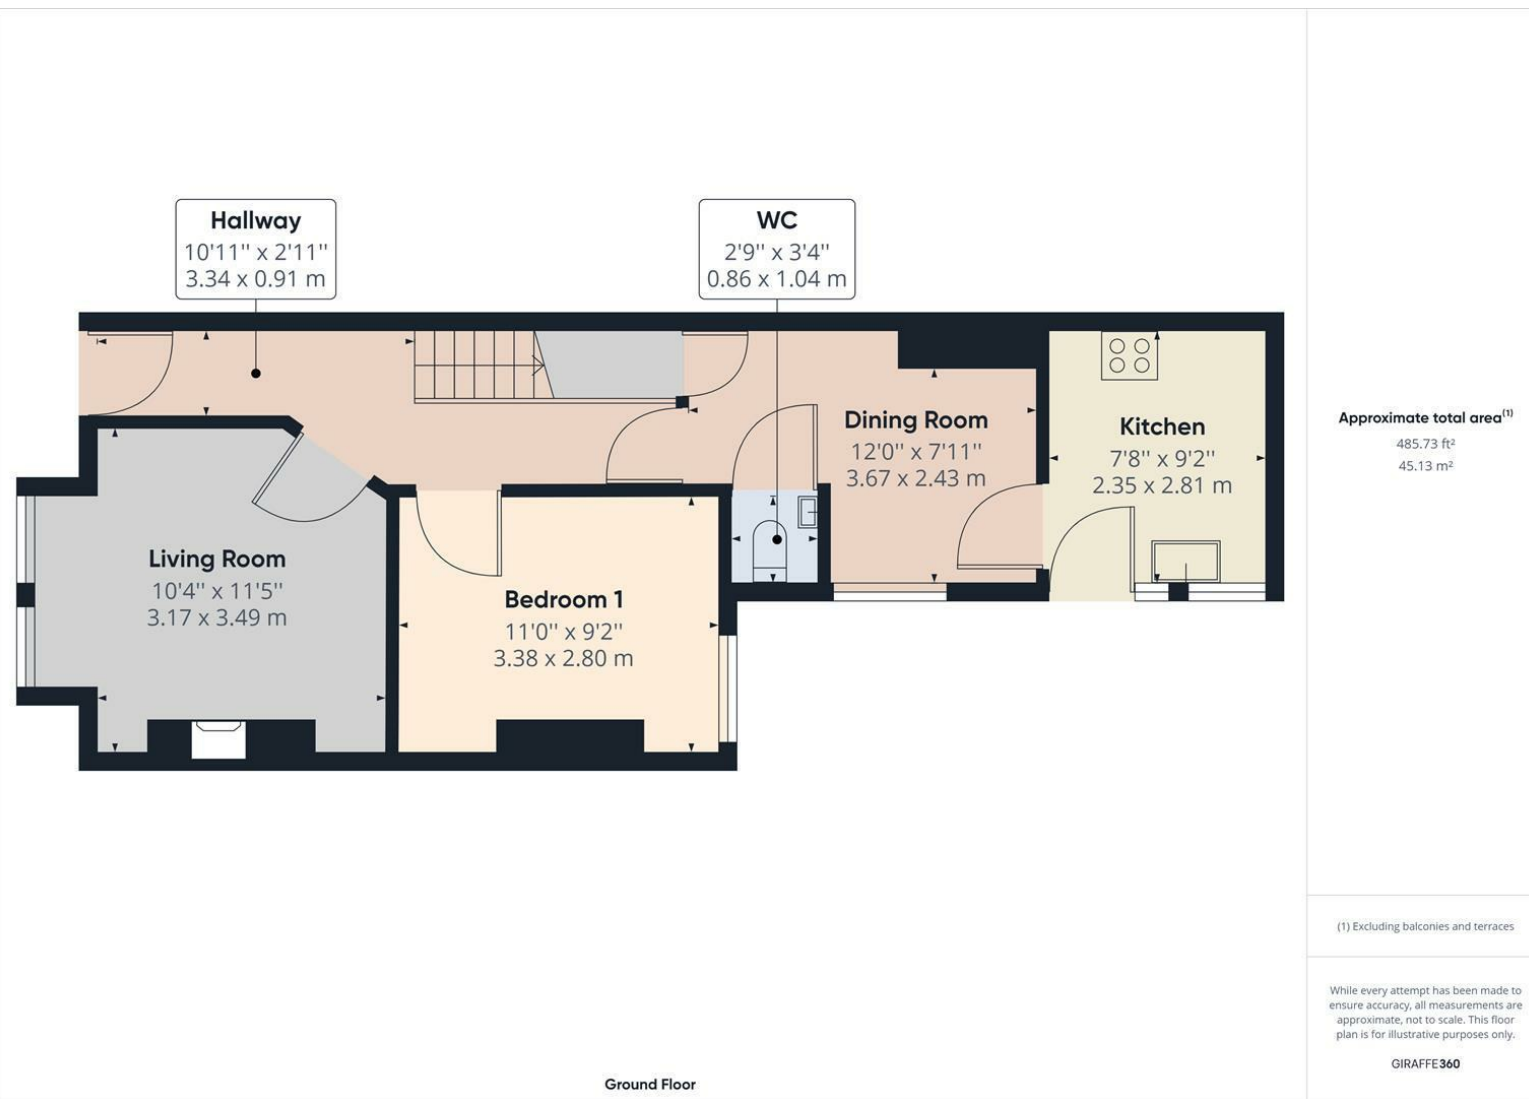 Hallway
10'11'' x 2'11''
3.34 x 0.91 m
WC
2'9'' x 3'4''
0.86 x 1.04 m
Dining Room
12'0'' x 7'11''
3.67 x 2.43 m
Kitchen
7'8'' x 9'2''
2.35 x 2.81 m
Living Room
10'4'' x 11'5''
3.17 x 3.49 m
Bedroom 1
11'0'' x 9'2''
3.38 x 2.80 m
Ground Floor
Approximate total area(1)
485.73 ft²
45.13 m²
(1) Excluding balconies and terraces
While every attempt has been made to
ensure accuracy, all measurements are
approximate, not to scale. This floor
plan is for illustrative purposes only.
GIRAFFE360